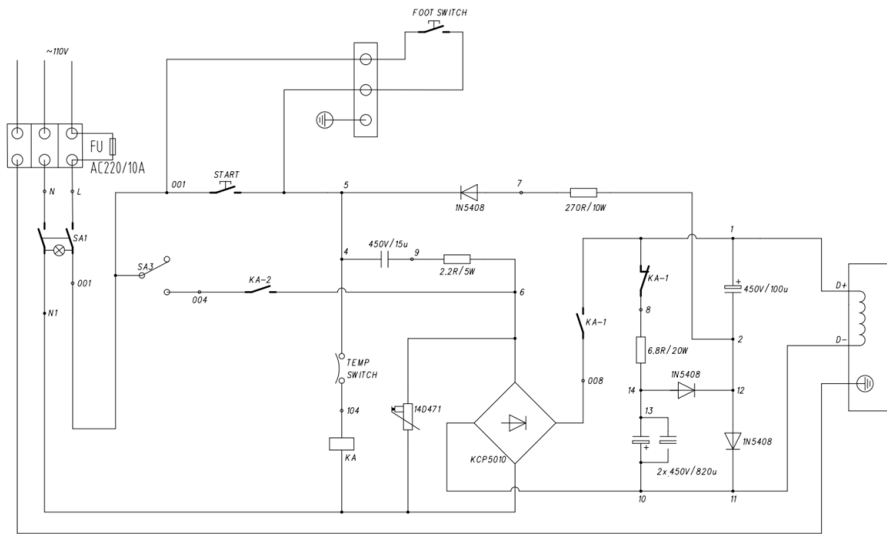 FOOT SWITCH
~110V
FU
AC220/10A
START
001
5
7
1N5408
270R/10W
N
L
SA1
4
450V/15u
9
2.2R/5W
1
SA3
KA-2
KA-1
450V/100u
D+
001
004
6
8
N1
KA-1
6.8R/20W
2
D-
TEMP
SWITCH
008
1N5408
14
12
104
14D471
13
1N5408
KA
KCP5010
2x 450V/820u
10
11